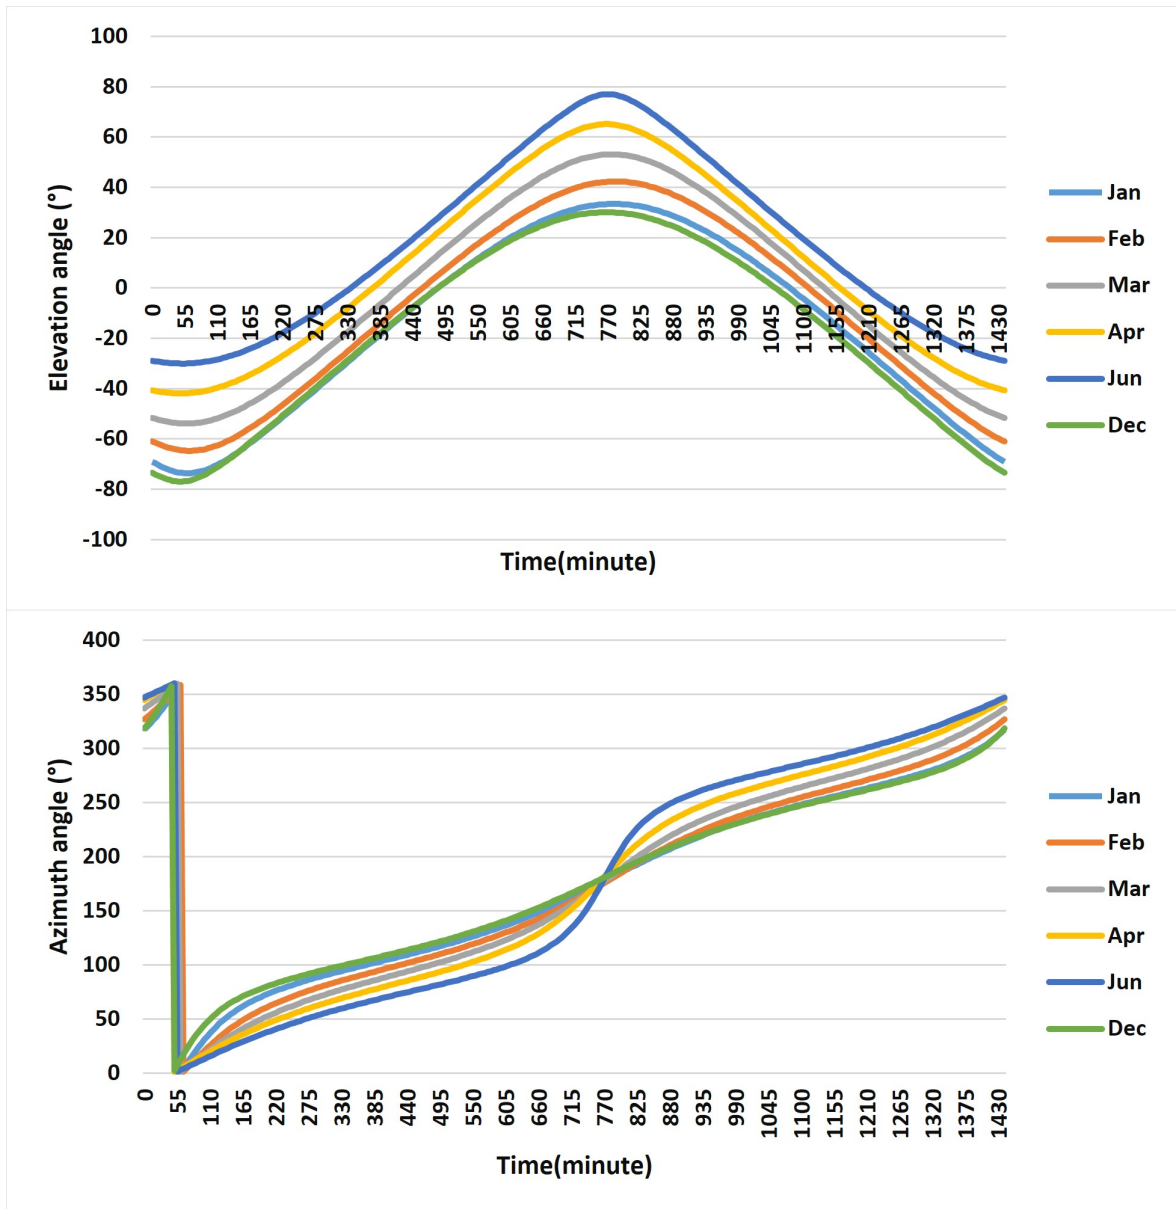 100
80
60
40
20
0
-20
-40
-60
-80
-100
Elevation angle (°)
0 55 110 165 220 275 330 385 440 495 550 605 660 715 770 825 880 935 990 1045 1100 1155 1210 1265 1320 1375 1430
Time(minute)
Jan
Feb
Mar
Apr
Jun
Dec
400
350
300
250
200
150
100
50
0
Azimuth angle (°)
0 55 110 165 220 275 330 385 440 495 550 605 660 715 770 825 880 935 990 1045 1100 1155 1210 1265 1320 1375 1430
Time(minute)
Jan
Feb
Mar
Apr
Jun
Dec